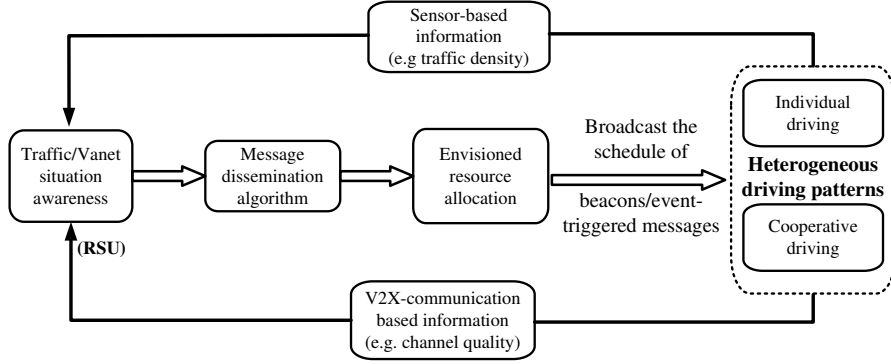 Sensor-based
information
(e.g traffic density)
Traffic/Vanet
situation
awareness
Message
dissemination
algorithm
Envisioned
resource
allocation
Broadcast the
schedule of
beacons/event-
triggered messages
Individual
driving
Heterogeneous
driving patterns
Cooperative
driving
(RSU)
V2X-communication
based information
(e.g. channel quality)